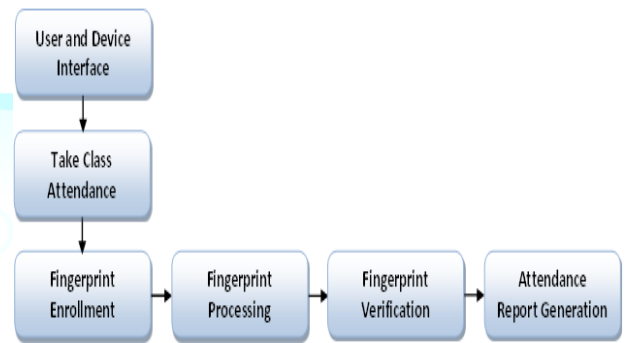 User and Device
Interface
Take Class
Attendance
Fingerprint
Enrollment
Fingerprint
Processing
Fingerprint
Verification
Attendance
Report Generation